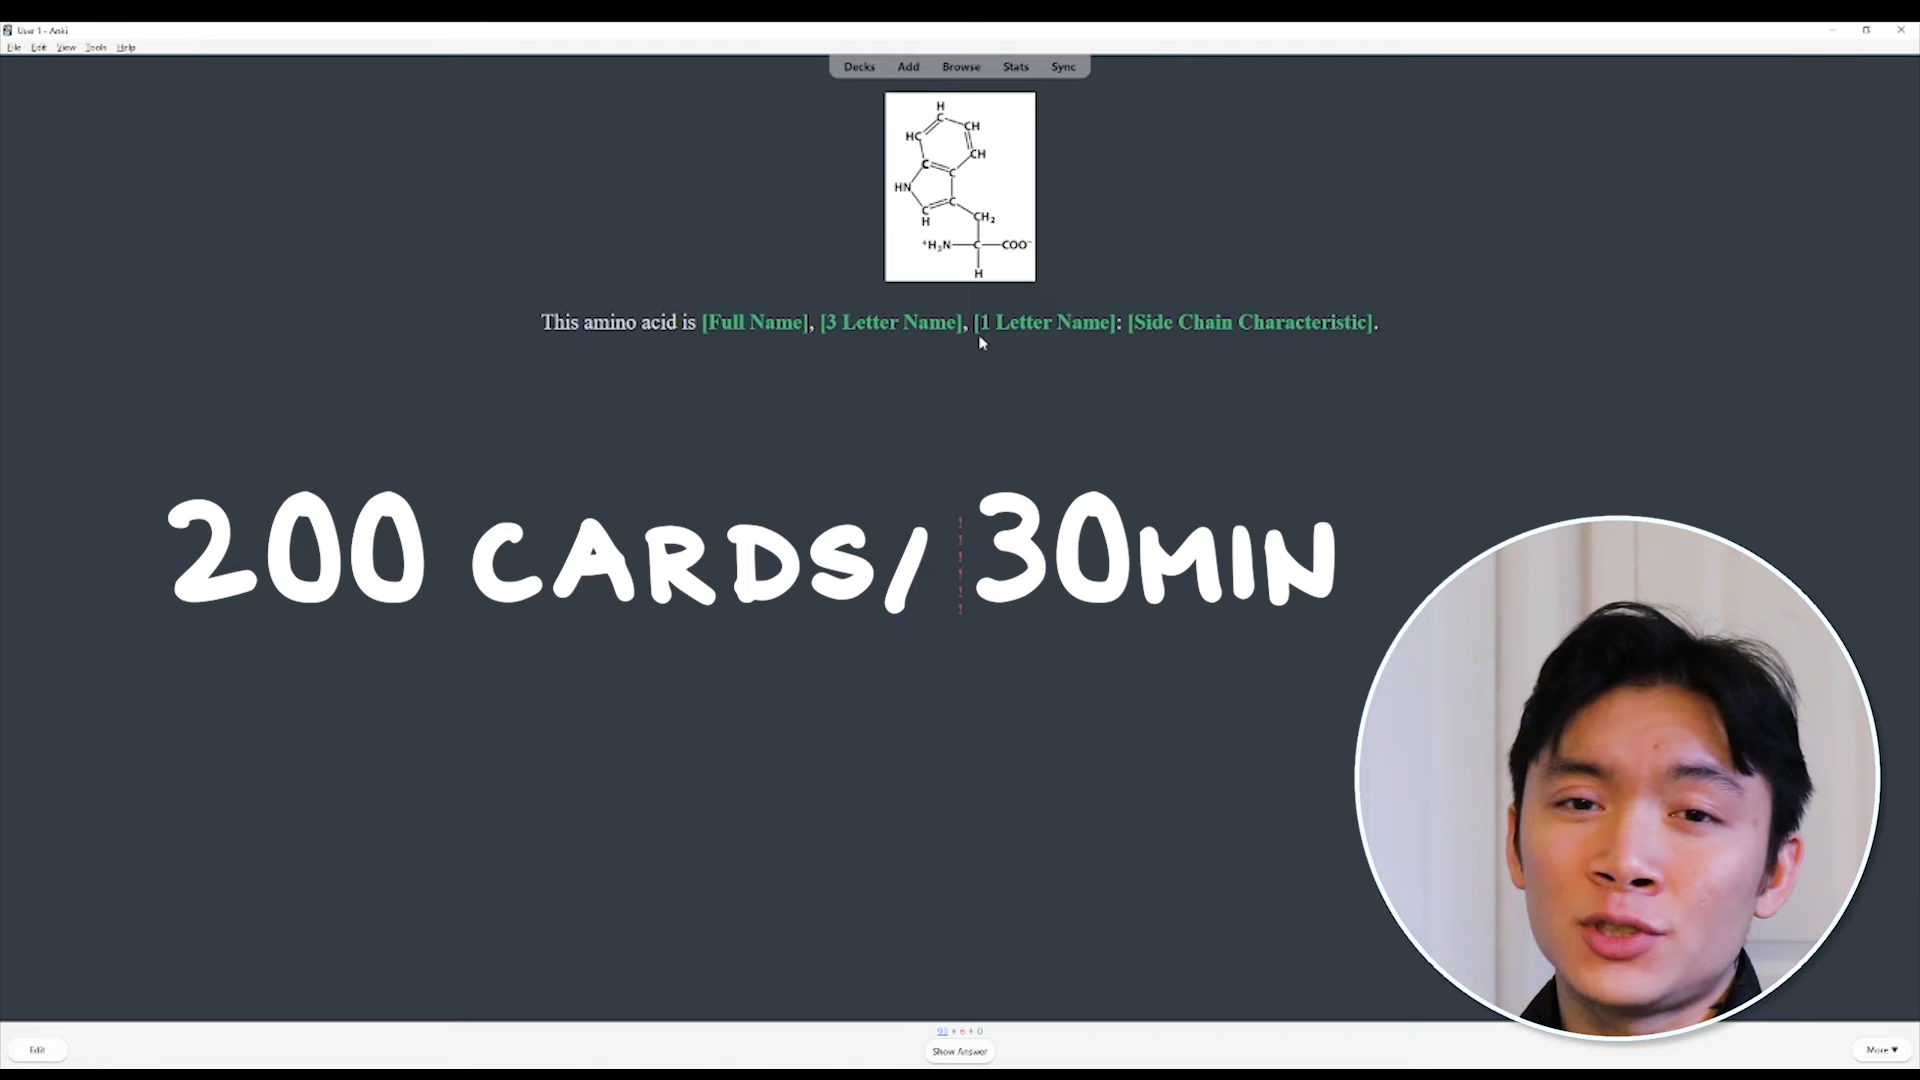 User 1 - Anki
File Edit View Tools Help
Decks Add Browse Stats Sync
H
C
CH
HC
CH
C
C
HN
C
C
H
CH2
+H3N—C—COO-
H
This amino acid is [Full Name], [3 Letter Name], [1 Letter Name]: [Side Chain Characteristic].
200 CARDS/ 30MIN
! ! ! ! ! !
+ 6 + 0
Edit
Show Answer
More ▼